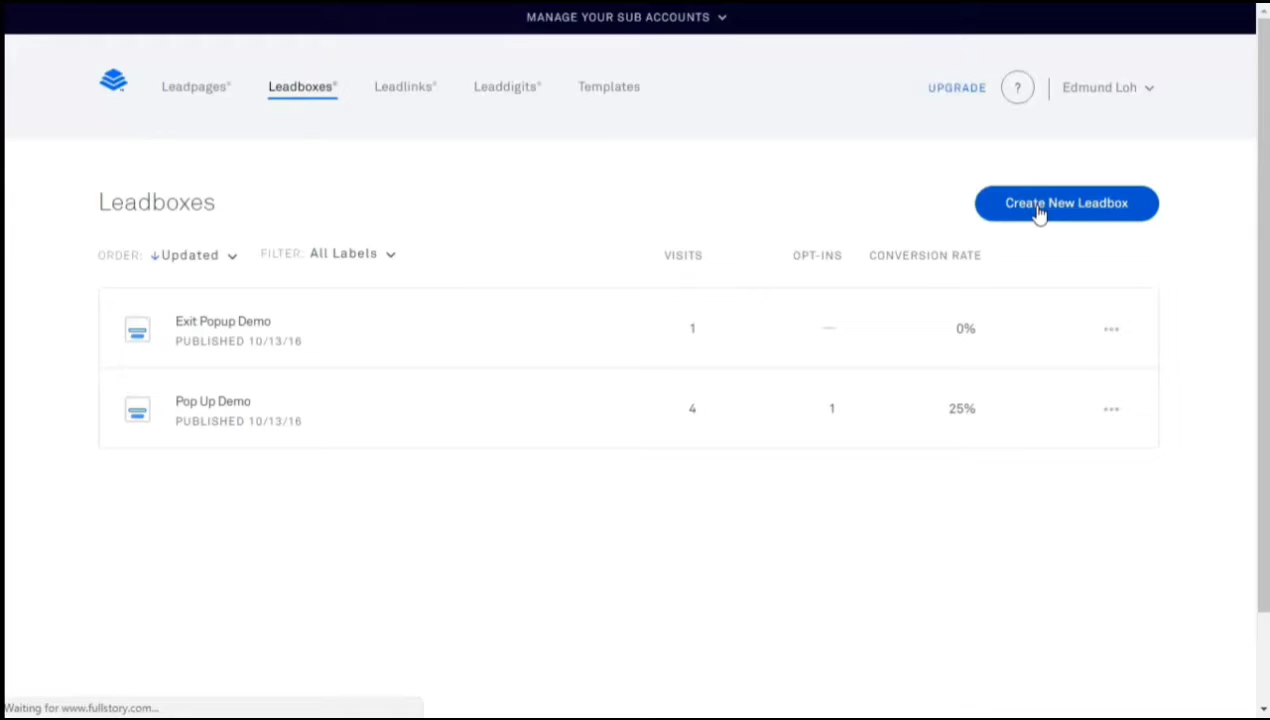 MANAGE YOUR SUB ACCOUNTS
Leadpages® Leadboxes® Leadlinks® Leaddigits® Templates UPGRADE ? Edmund Loh
Leadboxes Create New Leadbox
ORDER: Updated FILTER: All Labels VISITS OPT-INS CONVERSION RATE
Exit Popup Demo
PUBLISHED 10/13/16
1 — 0%
Pop Up Demo
PUBLISHED 10/13/16
4 1 25%
Waiting for www.fullstory.com...